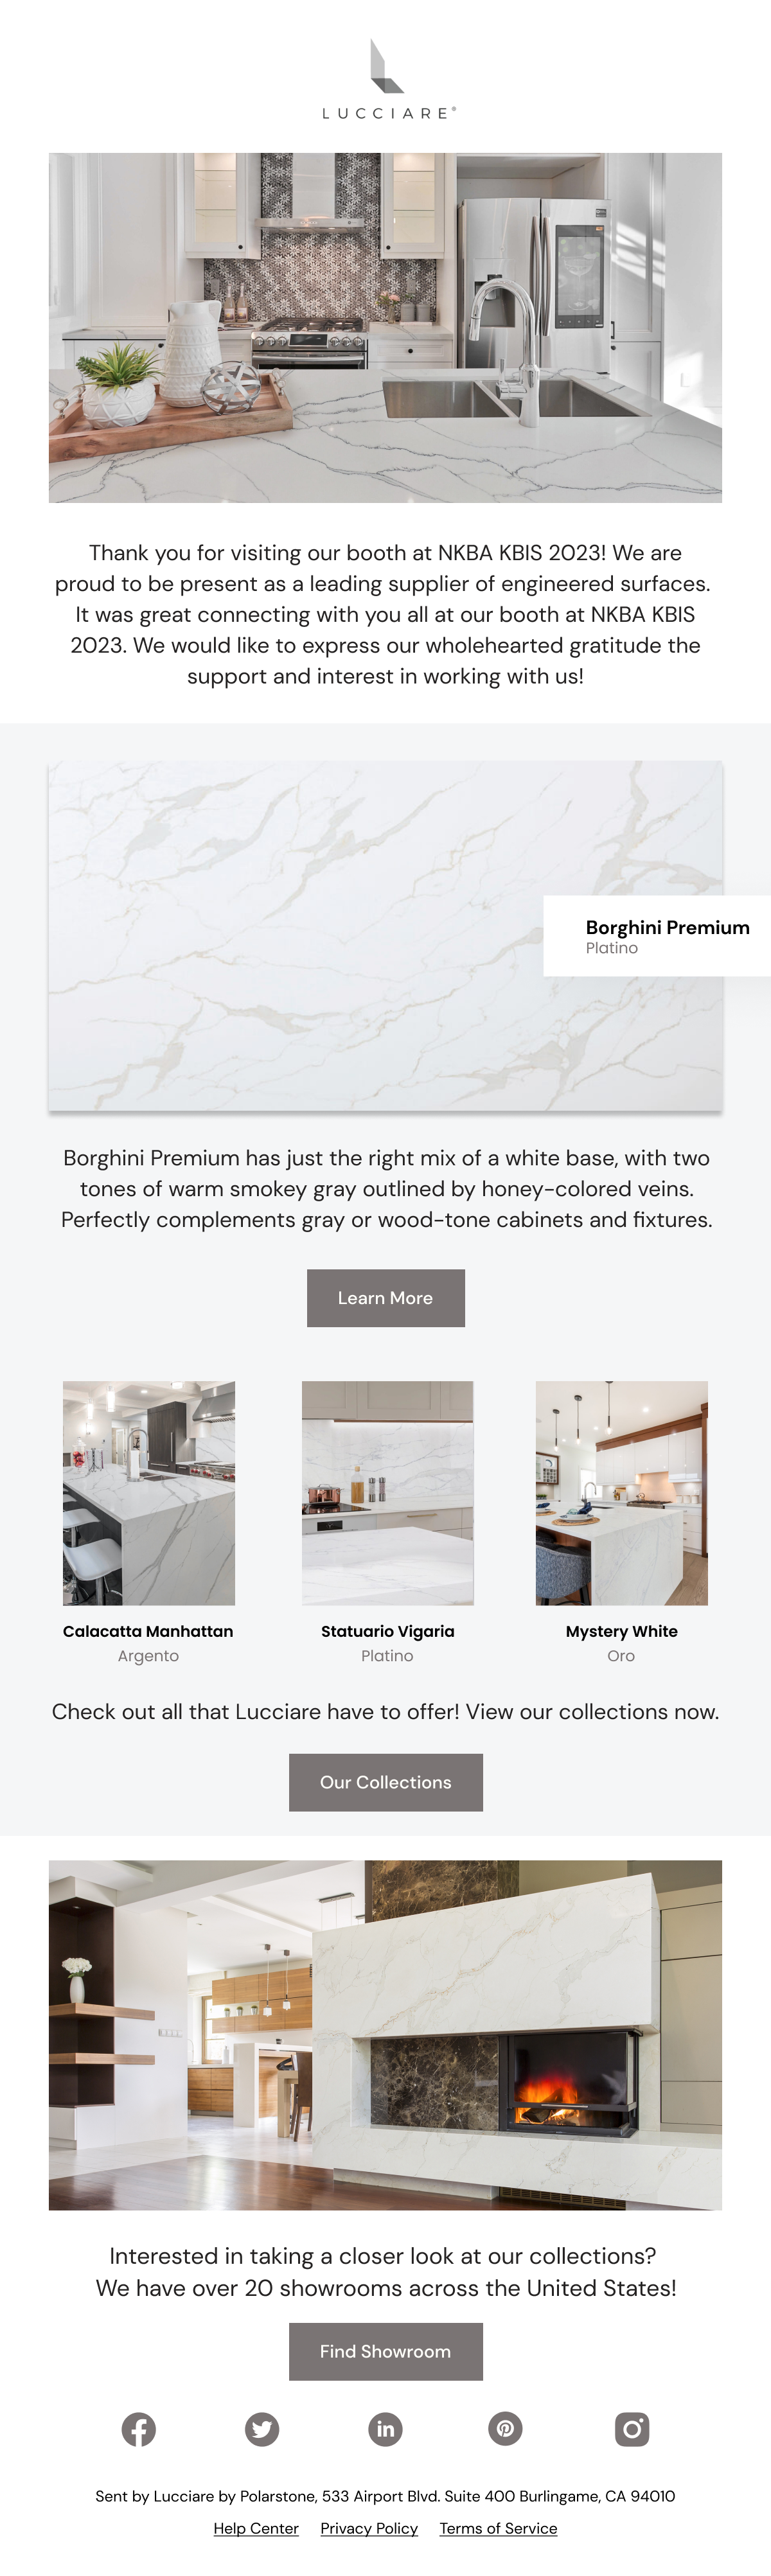 LUCCIARE®
Thank you for visiting our booth at NKBA KBIS 2023! We are
proud to be present as a leading supplier of engineered surfaces.
It was great connecting with you all at our booth at NKBA KBIS
2023. We would like to express our wholehearted gratitude the
support and interest in working with us!
Borghini Premium
Platino
Borghini Premium has just the right mix of a white base, with two
tones of warm smokey gray outlined by honey-colored veins.
Perfectly complements gray or wood-tone cabinets and fixtures.
Learn More
Calacatta Manhattan
Argento
Statuario Vigaria
Platino
Mystery White
Oro
Check out all that Lucciare have to offer! View our collections now.
Our Collections
Interested in taking a closer look at our collections?
We have over 20 showrooms across the United States!
Find Showroom
Sent by Lucciare by Polarstone, 533 Airport Blvd. Suite 400 Burlingame, CA 94010
Help Center Privacy Policy Terms of Service